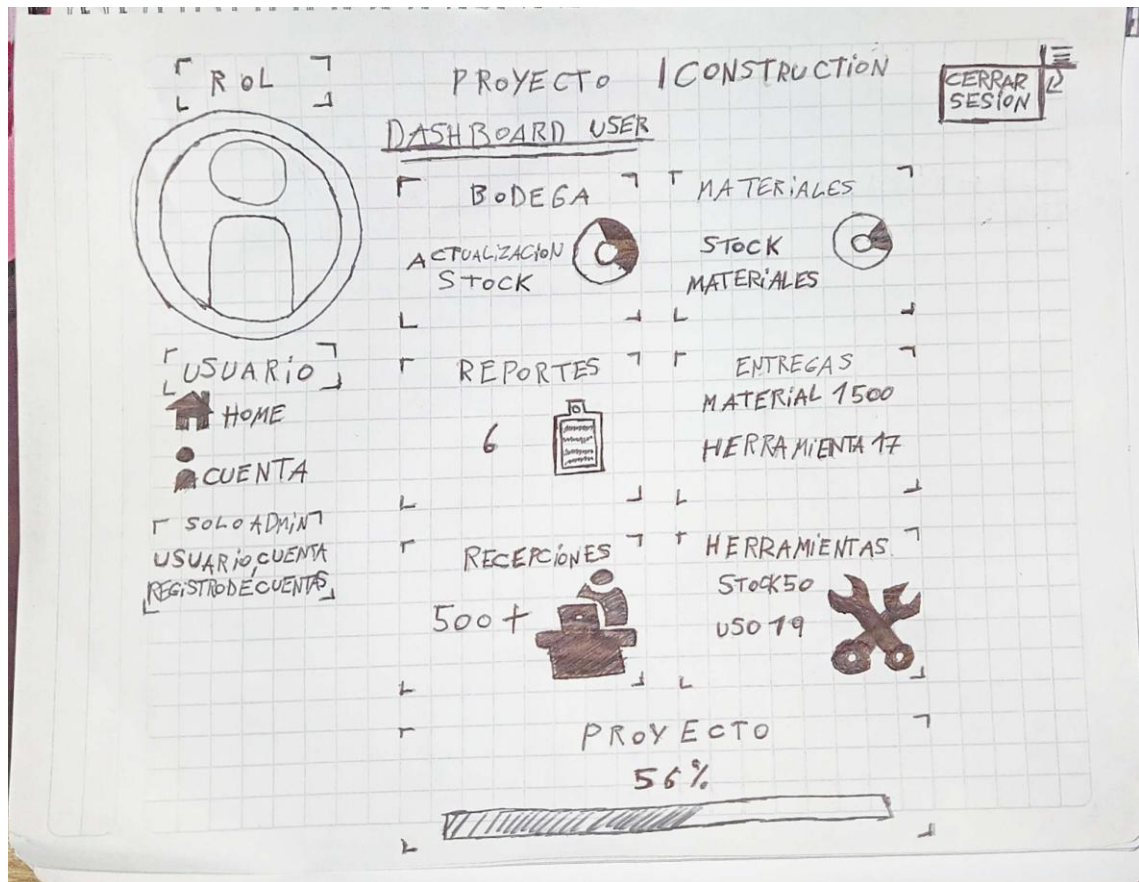 ROL
PROYECTO ICONSTRUCTION
CERRAR
SESION
DASHBOARD USER
BODEGA
ACTUALIZACION
STOCK
MATERIALES
STOCK
MATERIALES
USUARIO
HOME
CUENTA
SOLO ADMIN
USUARIO, CUENTA
REGISTRO DE CUENTAS
REPORTES
6
ENTREGAS
MATERIAL 1500
HERRAMIENTA 17
RECEPCIONES
500+
HERRAMIENTAS
STOCK 50
USO 19
PROYECTO
56%